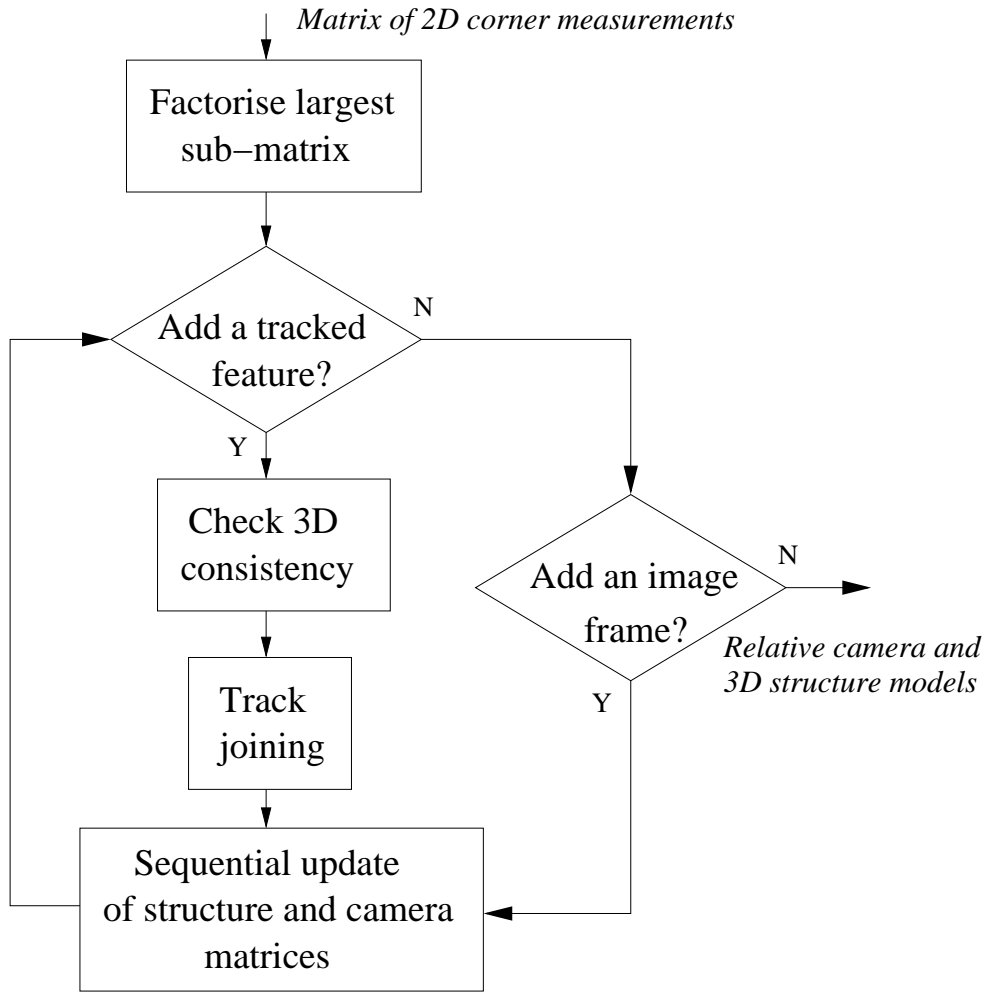 Matrix of 2D corner measurements
Factorise largest
sub−matrix
N
Add a tracked
feature?
Y
Check 3D
consistency
N
Add an image
frame?
Relative camera and
3D structure models
Y
Track
joining
Sequential update
of structure and camera
matrices